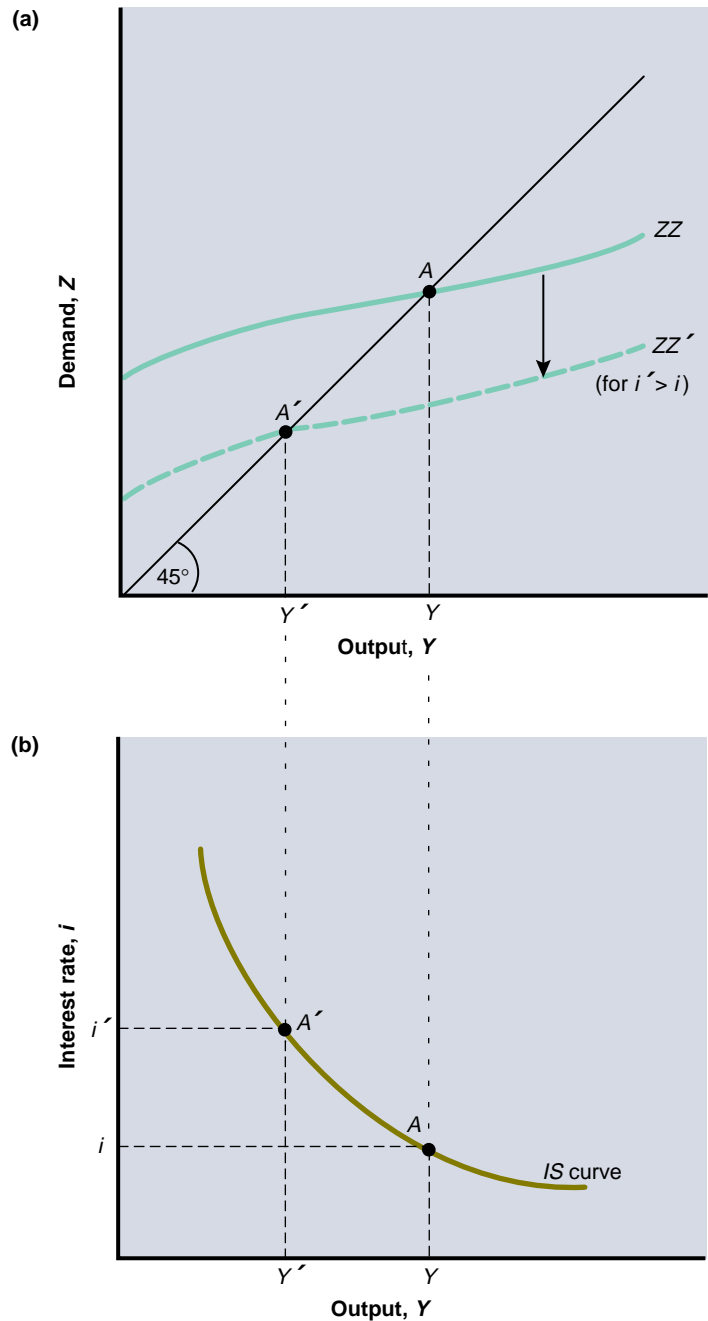 (a)
Demand, Z
ZZ
A
ZZ´
(for i´> i)
A´
45°
Y´
Y
Output, Y
(b)
Interest rate, i
i´
A´
A
i
IS curve
Y´
Y
Output, Y